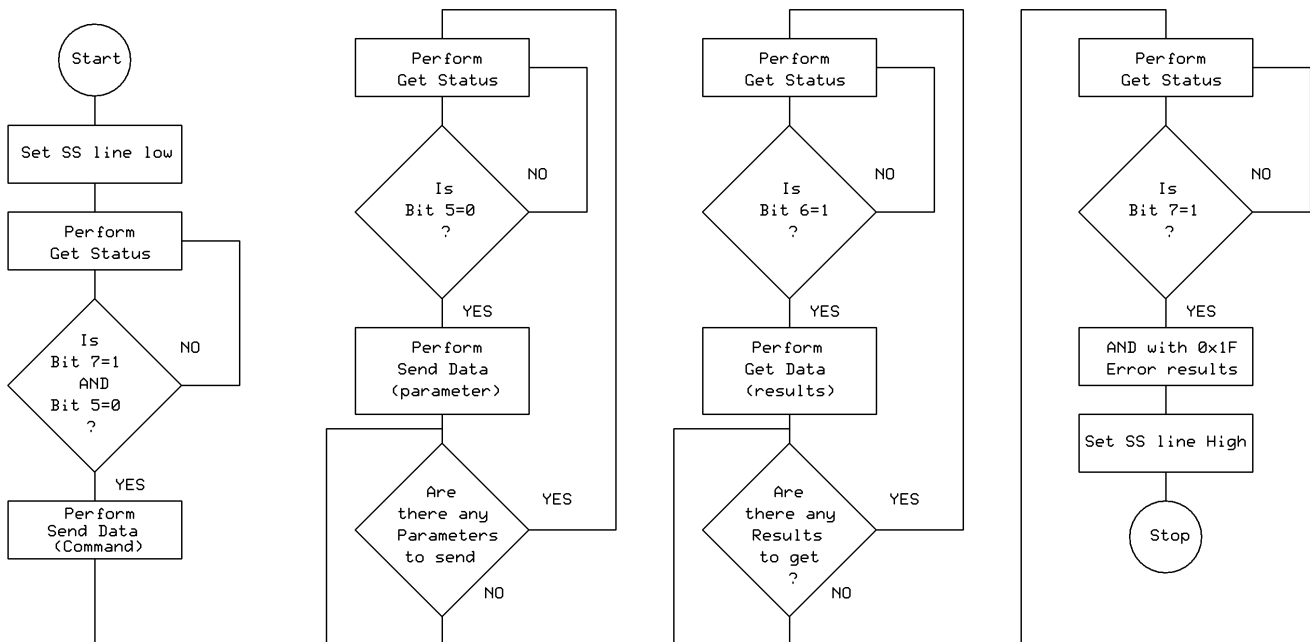 Start
Set SS line low
Perform
Get Status
Is
Bit 7=1
AND
Bit 5=0
?
NO
YES
Perform
Send Data
(Command)
Perform
Get Status
Is
Bit 5=0
?
NO
YES
Perform
Send Data
(parameter)
Are
there any
Parameters
to send
YES
NO
Perform
Get Status
Is
Bit 6=1
?
NO
YES
Perform
Get Data
(results)
Are
there any
Results
to get
?
YES
NO
Perform
Get Status
Is
Bit 7=1
?
NO
YES
AND with 0x1F
Error results
Set SS line High
Stop